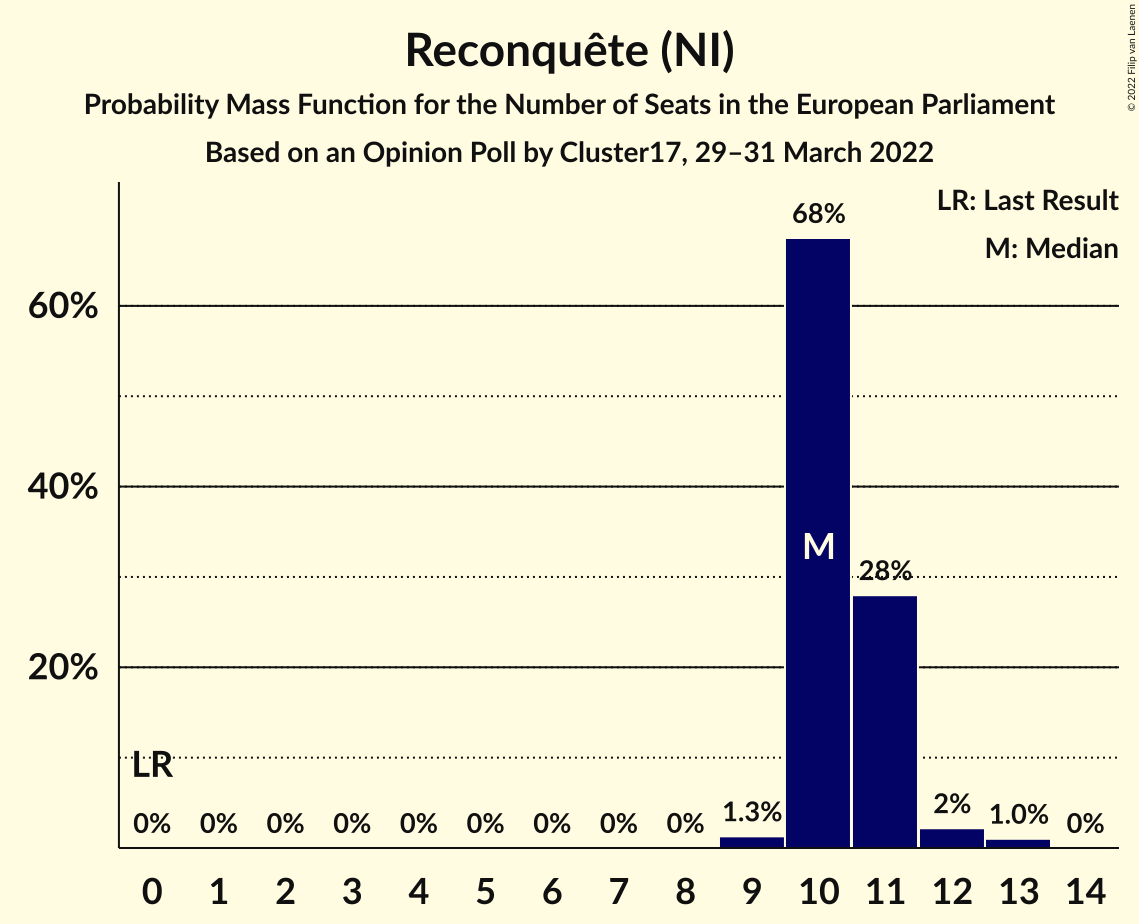 Reconquête (NI)
Probability Mass Function for the Number of Seats in the European Parliament
Based on an Opinion Poll by Cluster17, 29–31 March 2022
© 2022 Filip van Laenen
LR: Last Result
M: Median
68%
60%
40%
M
28%
20%
LR
0% 0% 0% 0% 0% 0% 0% 0% 0% 1.3% 2% 1.0% 0%
0 1 2 3 4 5 6 7 8 9 10 11 12 13 14